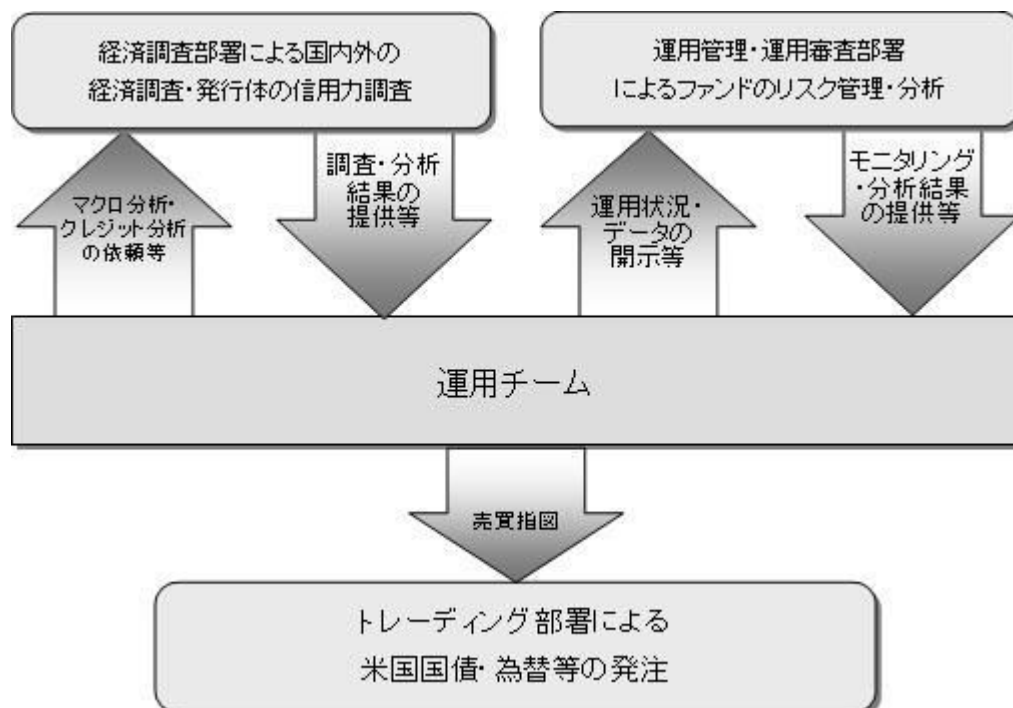 経済調査部署による国内外の
経済調査・発行体の信用力調査
運用管理・運用審査部署
によるファンドのリスク管理・分析
マクロ分析・
クレジット分析
の依頼等
調査・分析
結果の
提供等
運用状況・
データの
開示等
モニタリング
・分析結果
の提供等
運用チーム
売買指図
トレーディング部署による
米国国債・為替等の発注